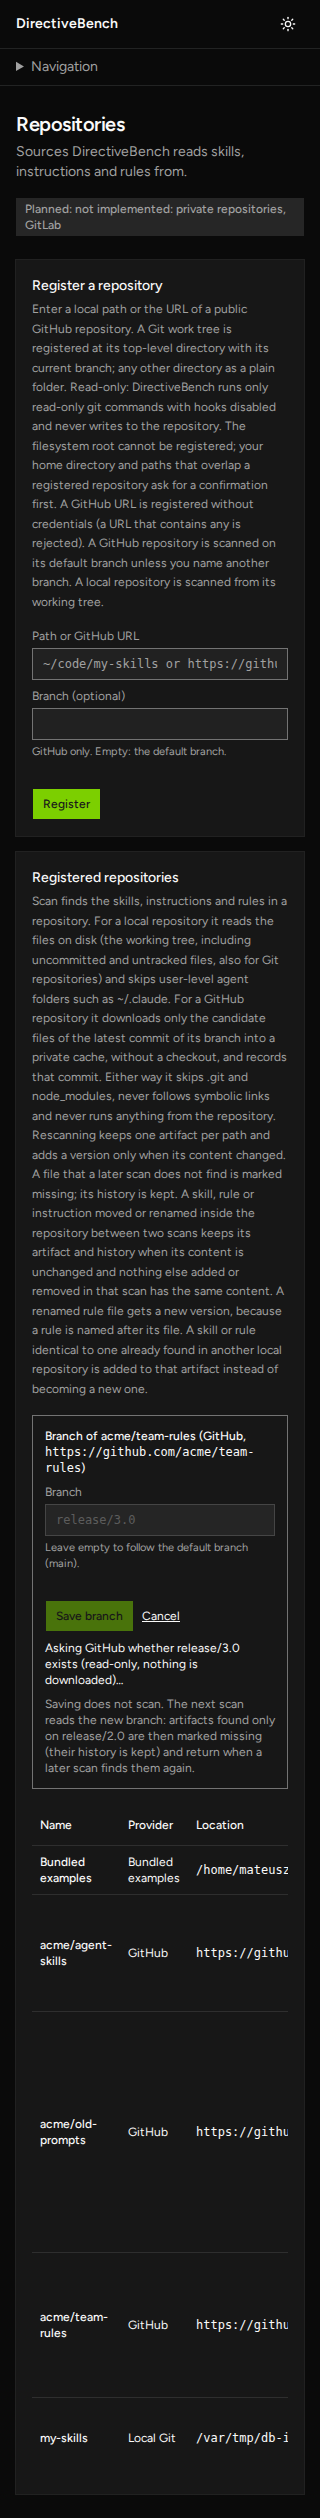 DirectiveBench
Navigation
Repositories
Sources DirectiveBench reads skills,
instructions and rules from.
Planned: not implemented: private repositories,
GitLab
Register a repository
Enter a local path or the URL of a public
GitHub repository. A Git work tree is
registered at its top-level directory with its
current branch; any other directory as a plain
folder. Read-only: DirectiveBench runs only
read-only git commands with hooks disabled
and never writes to the repository. The
filesystem root cannot be registered; your
home directory and paths that overlap a
registered repository ask for a confirmation
first. A GitHub URL is registered without
credentials (a URL that contains any is
rejected). A GitHub repository is scanned on
its default branch unless you name another
branch. A local repository is scanned from its
working tree.
Path or GitHub URL
~/code/my-skills or https://githu
Branch (optional)
GitHub only. Empty: the default branch.
Register
Registered repositories
Scan finds the skills, instructions and rules in a
repository. For a local repository it reads the
files on disk (the working tree, including
uncommitted and untracked files, also for Git
repositories) and skips user-level agent
folders such as ~/.claude. For a GitHub
repository it downloads only the candidate
files of the latest commit of its branch into a
private cache, without a checkout, and records
that commit. Either way it skips .git and
node_modules, never follows symbolic links
and never runs anything from the repository.
Rescanning keeps one artifact per path and
adds a version only when its content changed.
A file that a later scan does not find is marked
missing; its history is kept. A skill, rule or
instruction moved or renamed inside the
repository between two scans keeps its
artifact and history when its content is
unchanged and nothing else added or
removed in that scan has the same content. A
renamed rule file gets a new version, because
a rule is named after its file. A skill or rule
identical to one already found in another local
repository is added to that artifact instead of
becoming a new one.
Branch of acme/team-rules (GitHub,
https://github.com/acme/team-
rules)
Branch
release/3.0
Leave empty to follow the default branch
(main).
Save branch Cancel
Asking GitHub whether release/3.0
exists (read-only, nothing is
downloaded)…
Saving does not scan. The next scan
reads the new branch: artifacts found only
on release/2.0 are then marked missing
(their history is kept) and return when a
later scan finds them again.
Name Provider Location
Bundled examples Bundled examples /home/mateusz
acme/agent-skills GitHub https://githu
acme/old-prompts GitHub https://githu
acme/team-rules GitHub https://githu
my-skills Local Git /var/tmp/db-i